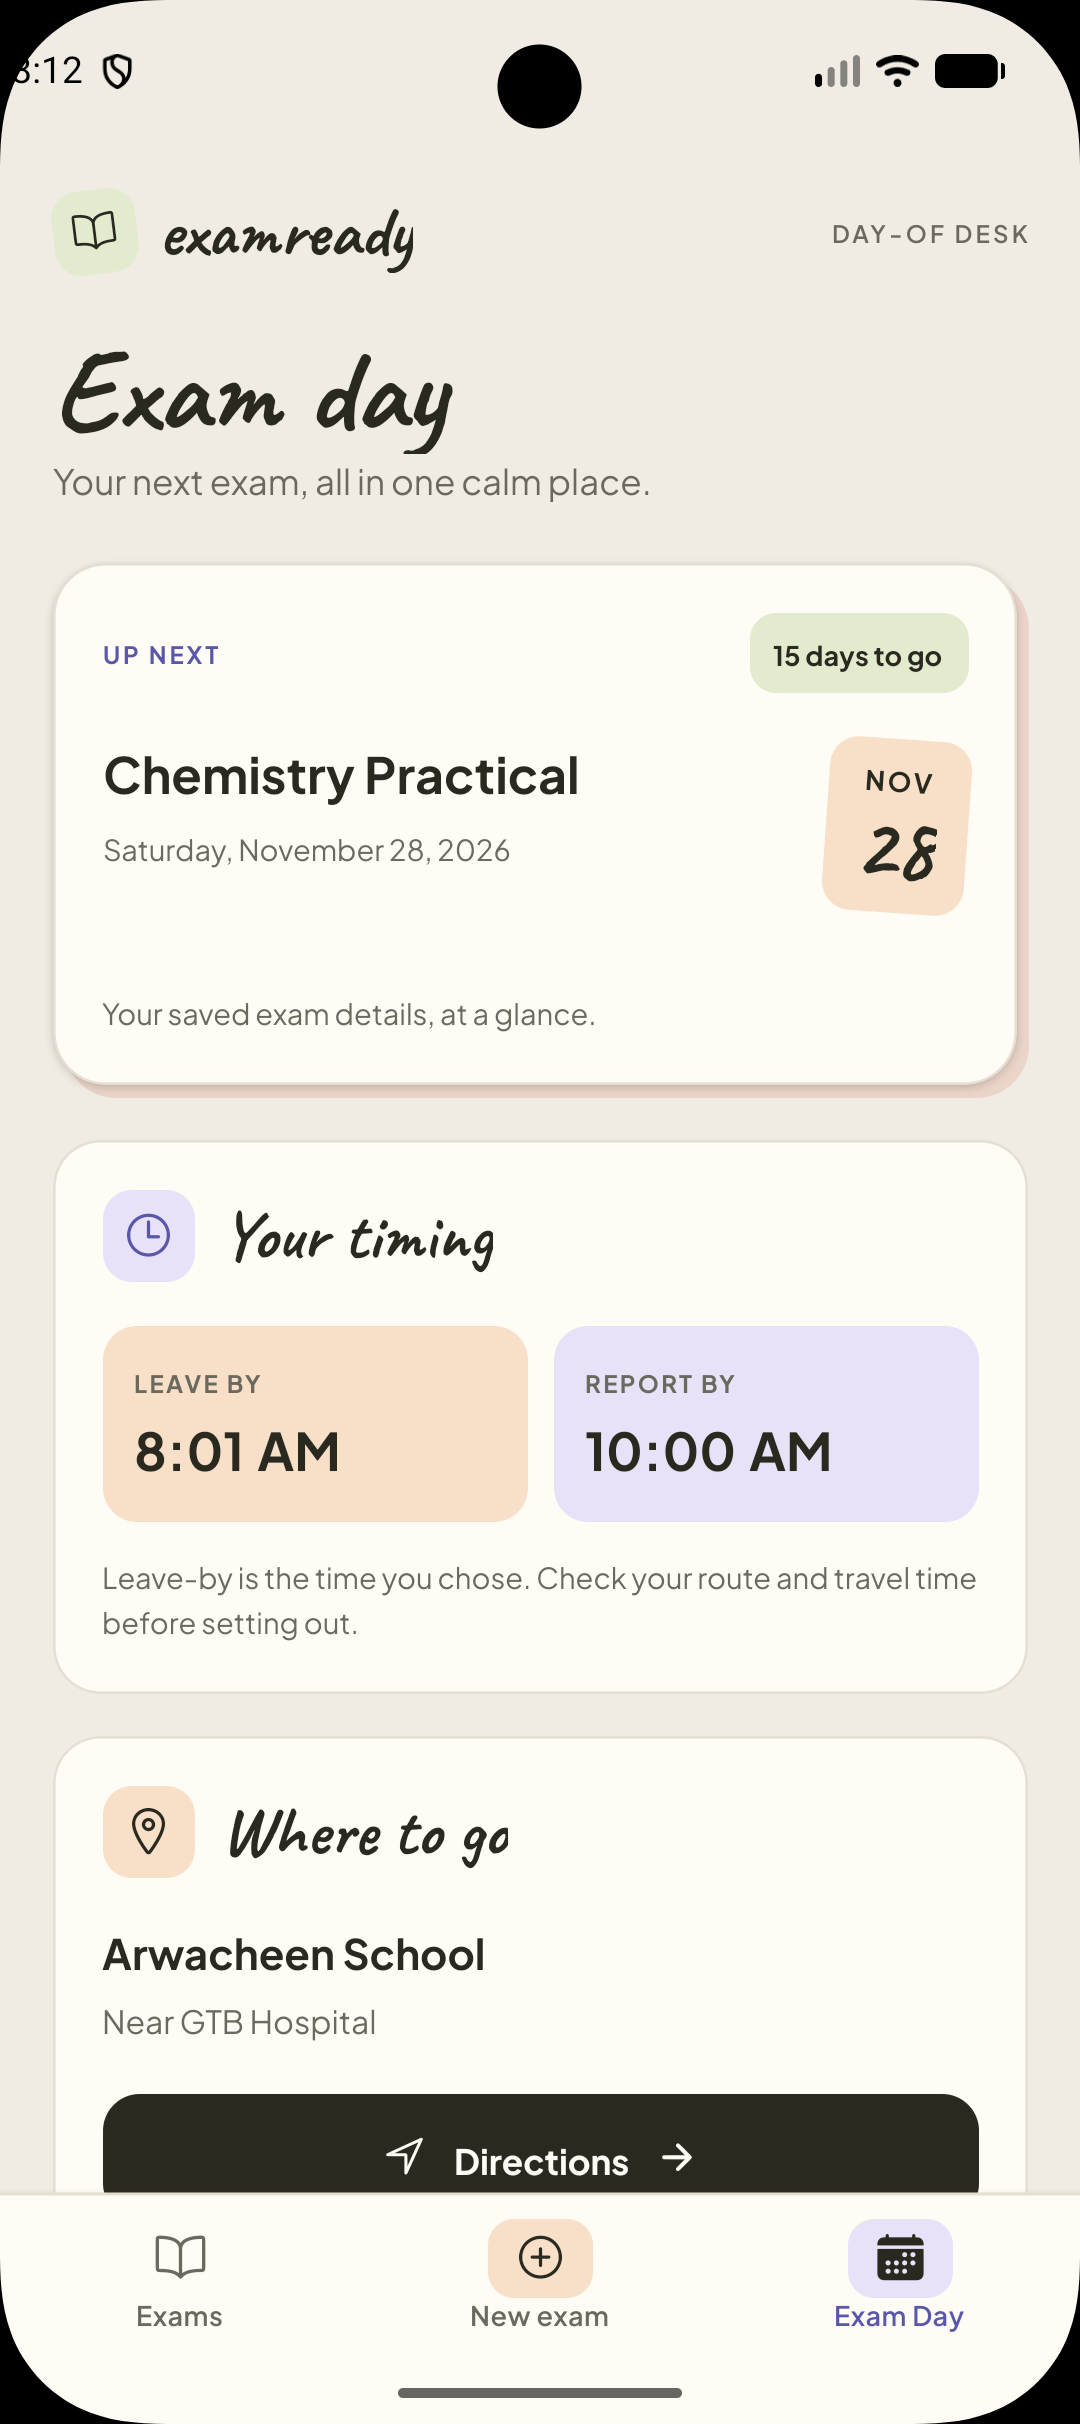 :12
examready
DAY-OF DESK
Exam day
Your next exam, all in one calm place.
UP NEXT
15 days to go
Chemistry Practical
Saturday, November 28, 2026
NOV
28
Your saved exam details, at a glance.
Your timing
LEAVE BY
8:01 AM
REPORT BY
10:00 AM
Leave-by is the time you chose. Check your route and travel time
before setting out.
Where to go
Arwacheen School
Near GTB Hospital
Directions →
Exams
New exam
Exam Day